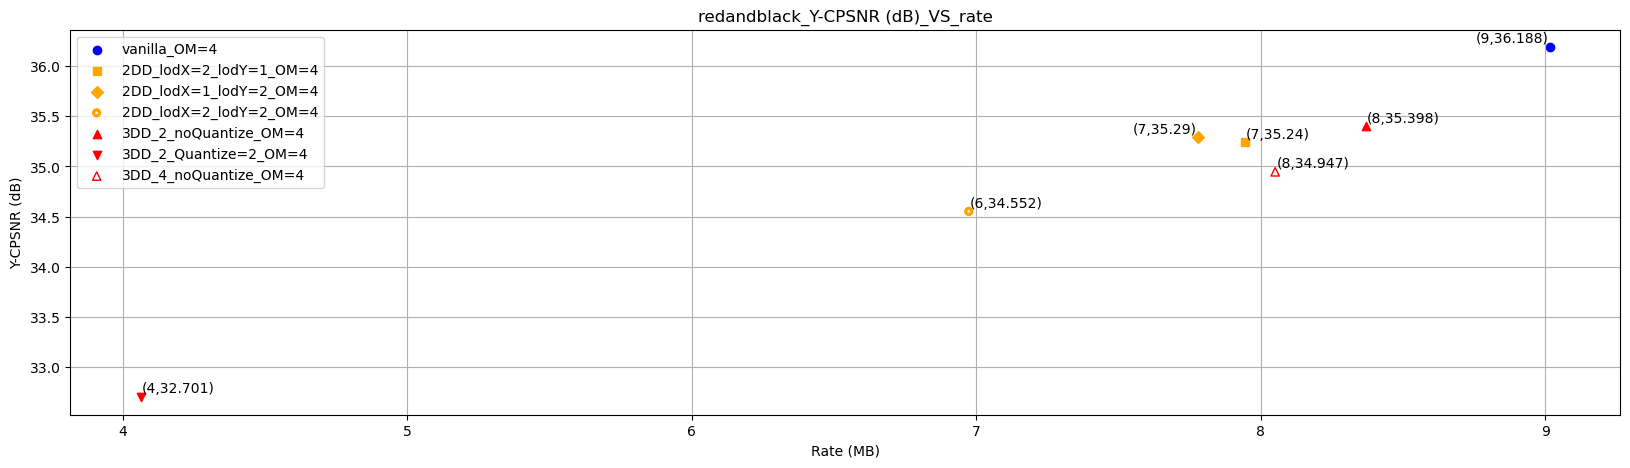 redandblack_Y-CPSNR (dB)_VS_rate
vanilla_OM=4
2DD_lodX=2_lodY=1_OM=4
2DD_lodX=1_lodY=2_OM=4
2DD_lodX=2_lodY=2_OM=4
3DD_2_noQuantize_OM=4
3DD_2_Quantize=2_OM=4
3DD_4_noQuantize_OM=4
(9,36.188)
(8,35.398)
(7,35.29)
(7,35.24)
(8,34.947)
(6,34.552)
(4,32.701)
Y-CPSNR (dB)
36.0
35.5
35.0
34.5
34.0
33.5
33.0
4
5
6
7
8
9
Rate (MB)